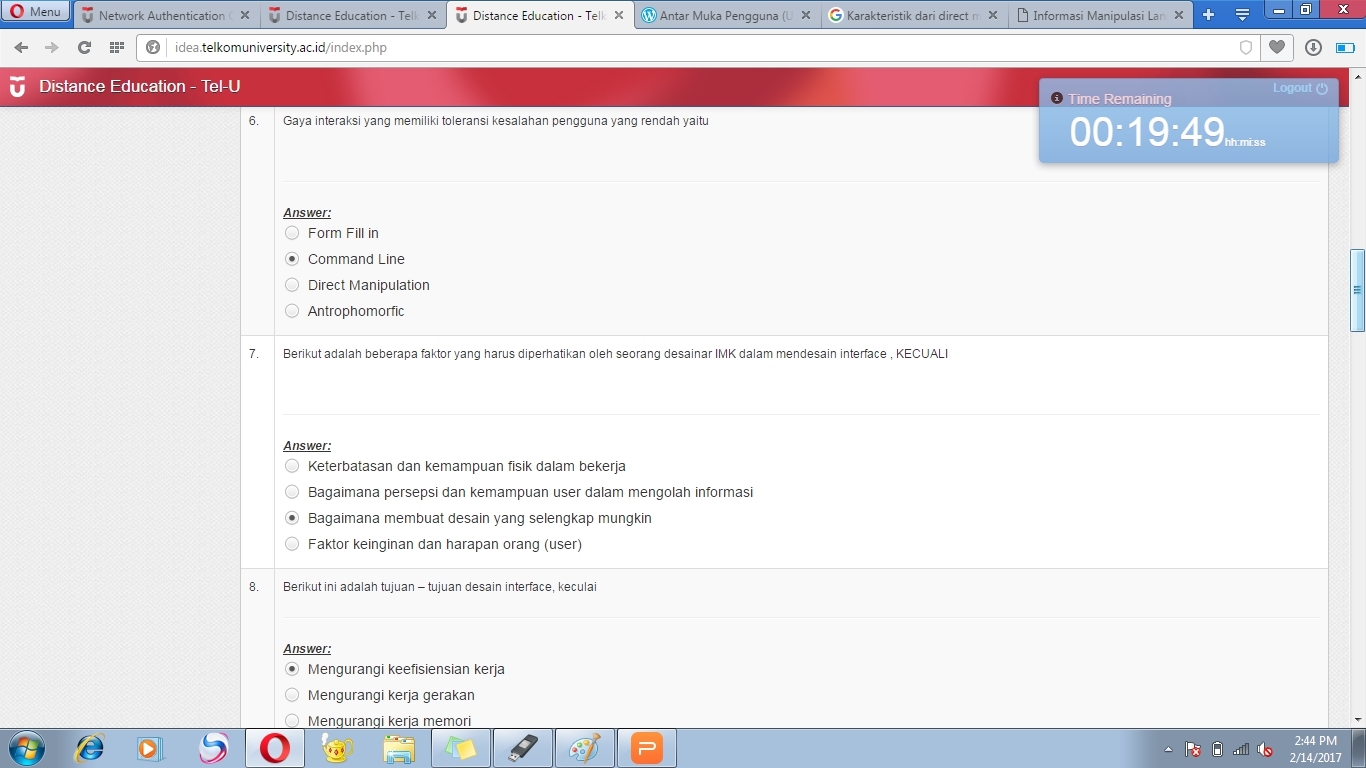 Menu
Network Authentication
Distance Education - Telk
Distance Education - Telk
Antar Muka Pengguna (U
Karakteristik dari direct m
Informasi Manipulasi Lan
idea.telkomuniversity.ac.id/index.php
Distance Education - Tel-U
Logout
Time Remaining
00:19:49 hh:mi:ss
6. Gaya interaksi yang memiliki toleransi kesalahan pengguna yang rendah yaitu
Answer:
Form Fill in
Command Line
Direct Manipulation
Antrophomorfic
7. Berikut adalah beberapa faktor yang harus diperhatikan oleh seorang desainar IMK dalam mendesain interface , KECUALI
Answer:
Keterbatasan dan kemampuan fisik dalam bekerja
Bagaimana persepsi dan kemampuan user dalam mengolah informasi
Bagaimana membuat desain yang selengkap mungkin
Faktor keinginan dan harapan orang (user)
8. Berikut ini adalah tujuan – tujuan desain interface, keculai
Answer:
Mengurangi keefisiensian kerja
Mengurangi kerja gerakan
Mengurangi kerja memori
2:44 PM
2/14/2017